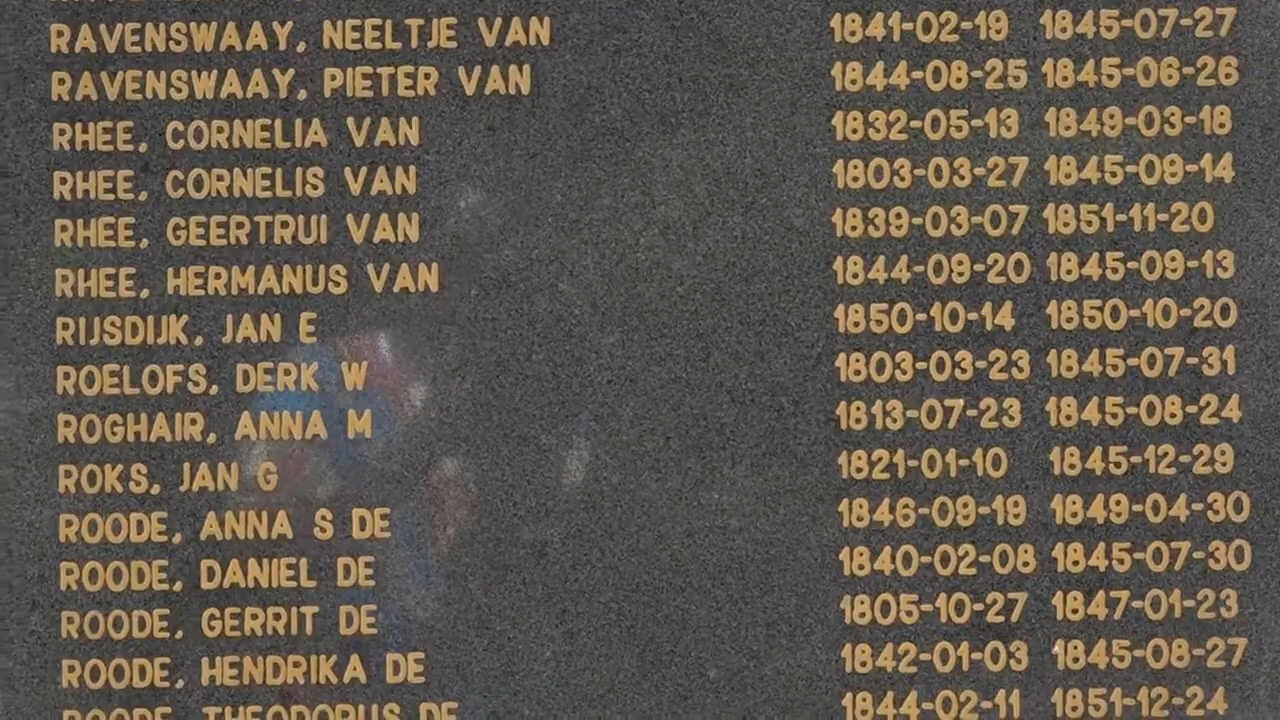 RAVENSWAAY, NEELTJE VAN 1841-02-19 1845-07-27
RAVENSWAAY, PIETER VAN 1844-08-25 1845-06-26
RHEE, CORNELIA VAN 1832-05-13 1849-03-18
RHEE, CORNELIS VAN 1803-03-27 1845-09-14
RHEE, GEERTRUI VAN 1839-03-07 1851-11-20
RHEE, HERMANUS VAN 1844-09-20 1845-09-13
RIJSDIJK, JAN E 1850-10-14 1850-10-20
ROELOFS, DERK W 1803-03-23 1845-07-31
ROGHAIR, ANNA M 1813-07-23 1845-08-24
ROKS, JAN G 1821-01-10 1845-12-29
ROODE, ANNA S DE 1846-09-19 1849-04-30
ROODE, DANIEL DE 1840-02-08 1845-07-30
ROODE, GERRIT DE 1805-10-27 1847-01-23
ROODE, HENDRIKA DE 1842-01-03 1845-08-27
ROODE, THEODORUS DE 1844-02-11 1851-12-24